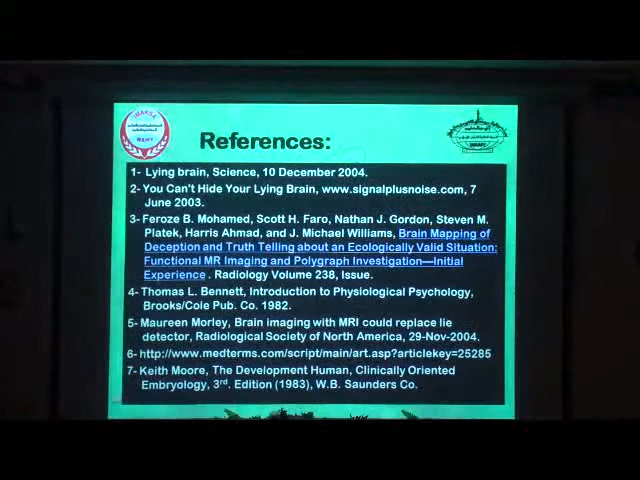 References:
1- Lying brain, Science, 10 December 2004.
2- You Can't Hide Your Lying Brain, www.signalplusnoise.com, 7
June 2003.
3- Feroze B. Mohamed, Scott H. Faro, Nathan J. Gordon, Steven M.
Platek, Harris Ahmad, and J. Michael Williams, Brain Mapping of
Deception and Truth Telling about an Ecologically Valid Situation:
Functional MR Imaging and Polygraph Investigation—Initial
Experience . Radiology Volume 238, Issue.
4- Thomas L. Bennett, Introduction to Physiological Psychology,
Brooks/Cole Pub. Co. 1982.
5- Maureen Morley, Brain imaging with MRI could replace lie
detector, Radiological Society of North America, 29-Nov-2004.
6- http://www.medterms.com/script/main/art.asp?articlekey=25285
7- Keith Moore, The Development Human, Clinically Oriented
Embryology, 3rd. Edition (1983), W.B. Saunders Co.